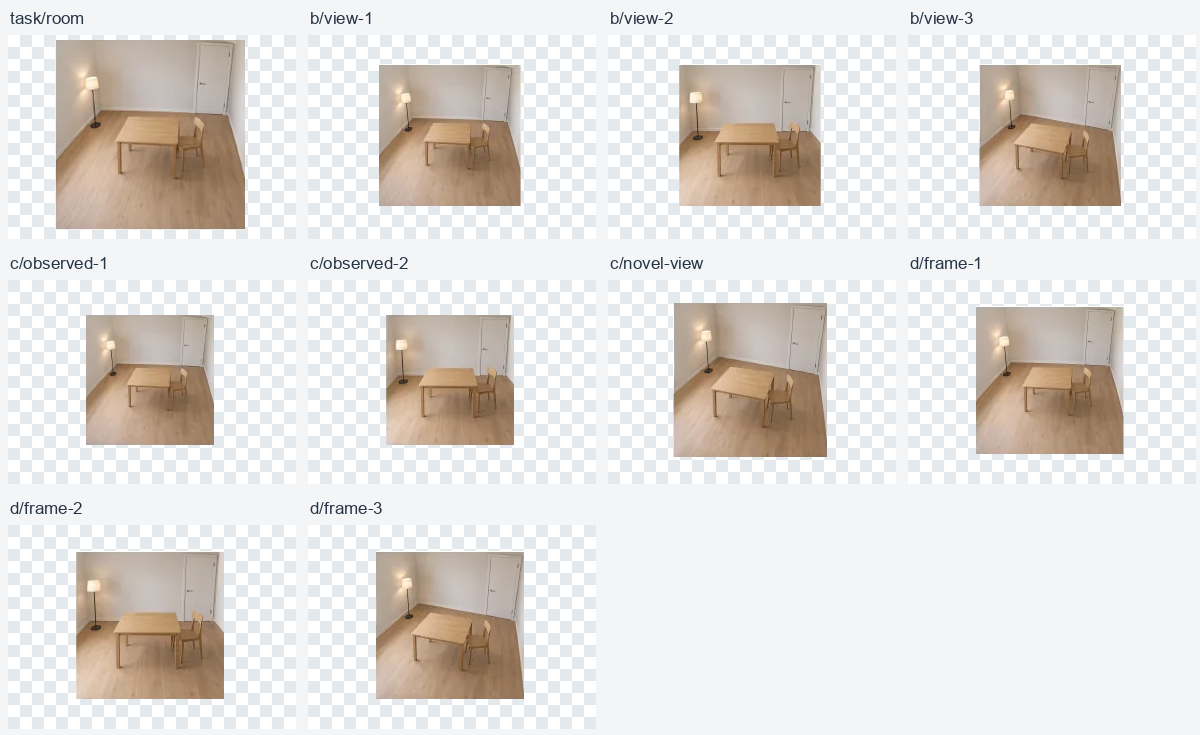 task/room
b/view-1
b/view-2
b/view-3
c/observed-1
c/observed-2
c/novel-view
d/frame-1
d/frame-2
d/frame-3